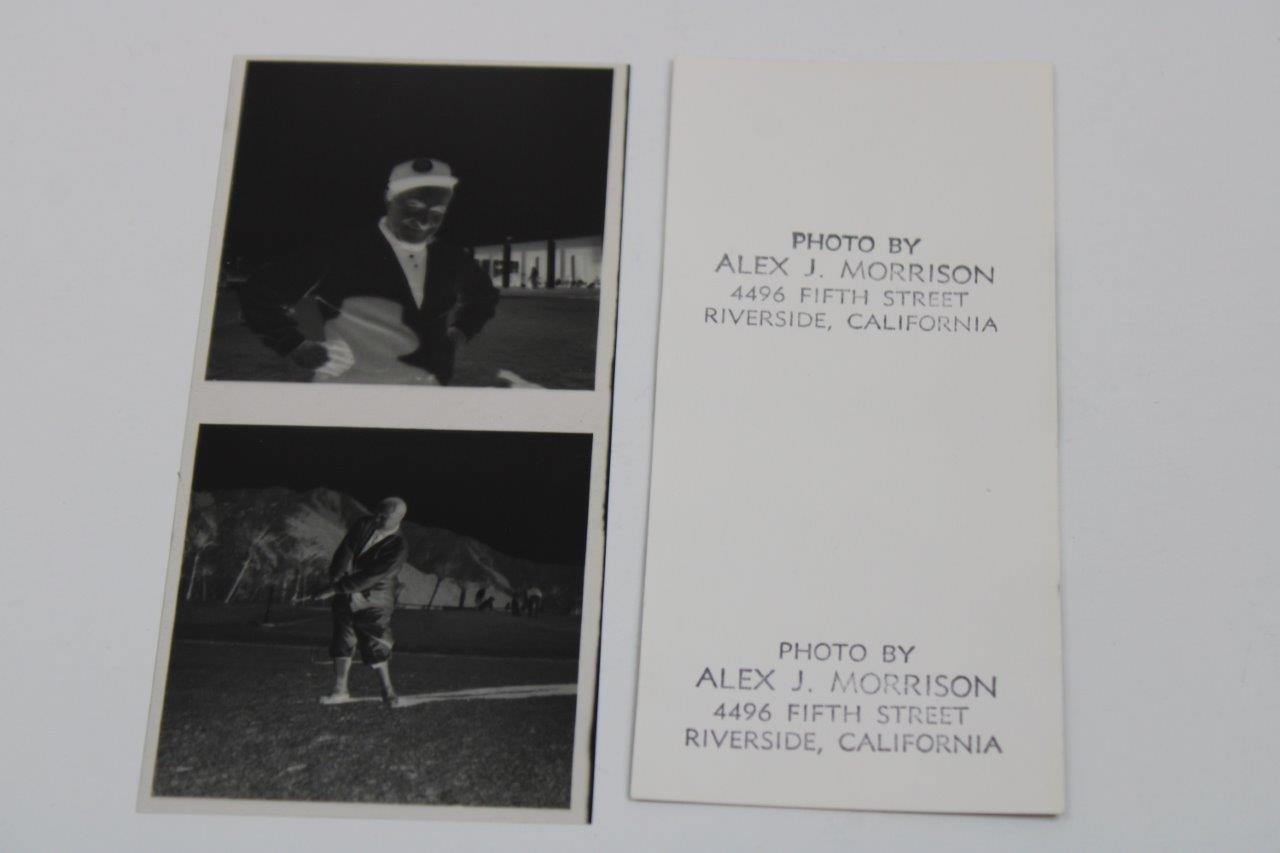 PHOTO BY
ALEX J. MORRISON
4496 FIFTH STREET
RIVERSIDE, CALIFORNIA
PHOTO BY
ALEX J. MORRISON
4496 FIFTH STREET
RIVERSIDE, CALIFORNIA